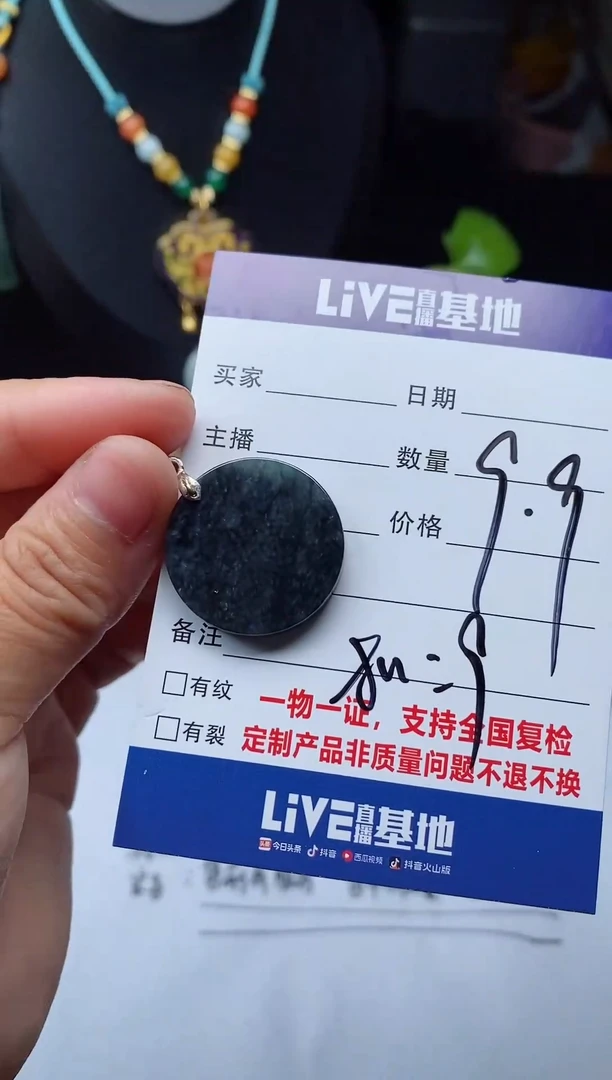 LiVE直播基地
买家 日期
主播 数量
价格
9.9
备注
有纹
一物一证，支持全国复检
有裂
定制产品非质量问题不退不换
LiVE直播基地
头条 今日头条 抖音 西瓜视频 抖音火山版